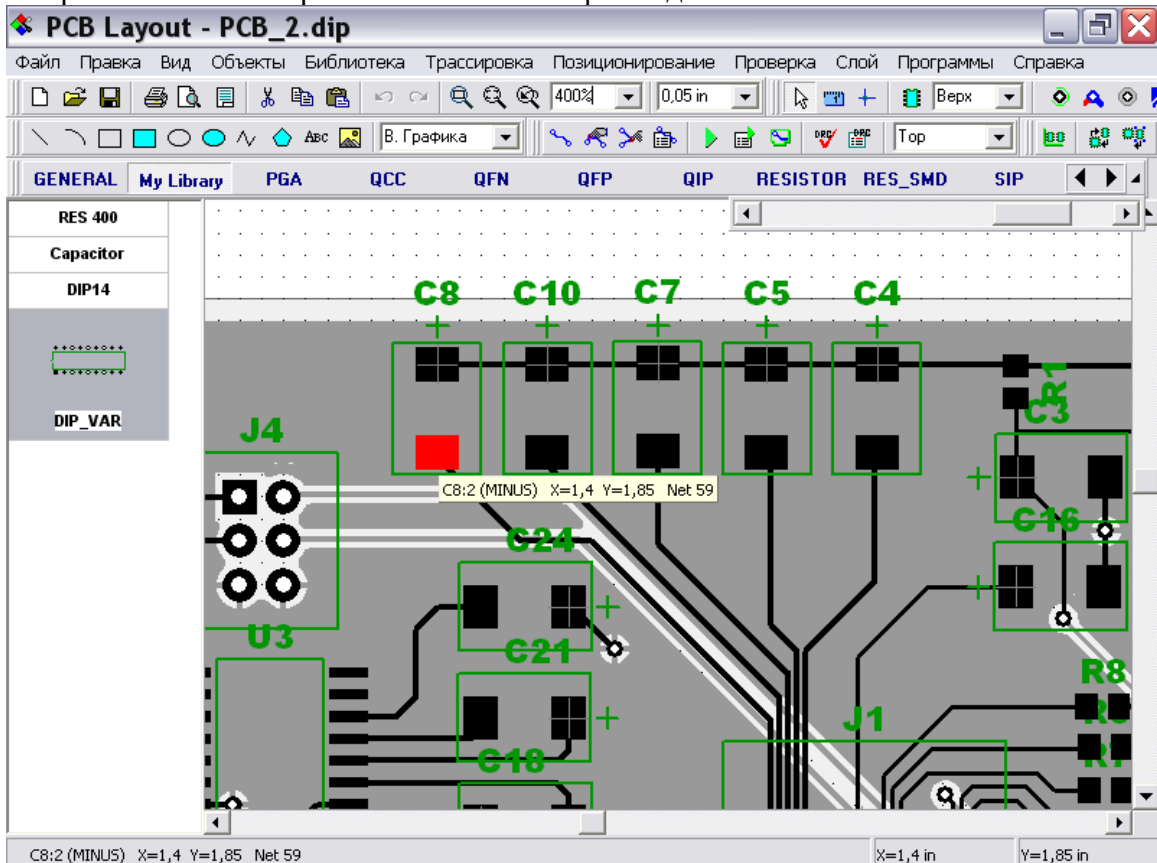 PCB Layout - PCB_2.dip
Файл Правка Вид Объекты Библиотека Трассировка Позиционирование Проверка Слой Программы Справка
400% 0,05 in Верх
ABC В. Графика DRC DRC Top
GENERAL My Library PGA QCC QFN QFP QIP RESISTOR RES_SMD SIP
RES 400
Capacitor
DIP14
DIP_VAR
C8 C10 C7 C5 C4
R1
C3
J4
C8:2 (MINUS) X=1,4 Y=1,85 Net 59
C16
C24
U3
C21
R8
J1
R7
C18
C8:2 (MINUS) X=1,4 Y=1,85 Net 59 X=1,4 in Y=1,85 in